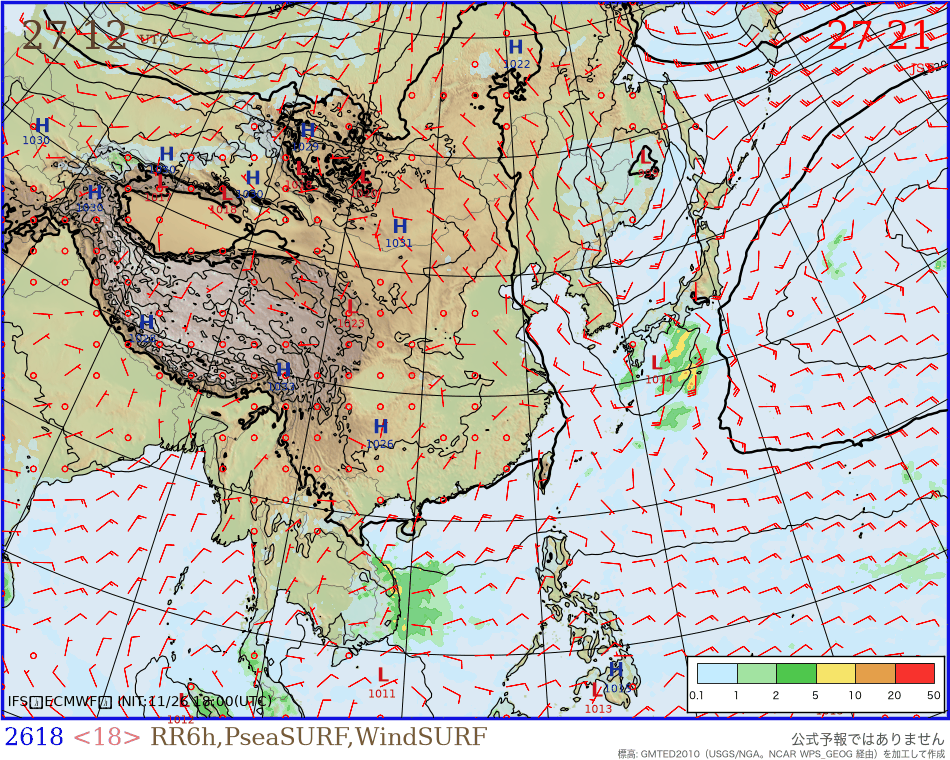 27 12 UTC
27 21
JST
H 1022
H 1030
H
H
L
H
H
H 1031
L
1023
H
L 1014
H
H 1026
L 1011
H
L 1013
L 1012
IFS ECMWF INIT:11/26 18:00(UTC)
0.1 1 2 5 10 20 50
2618 <18> RR6h,PseaSURF,WindSURF
公式予報ではありません
標高: GMTED2010（USGS/NGA。NCAR WPS_GEOG 経由）を加工して作成